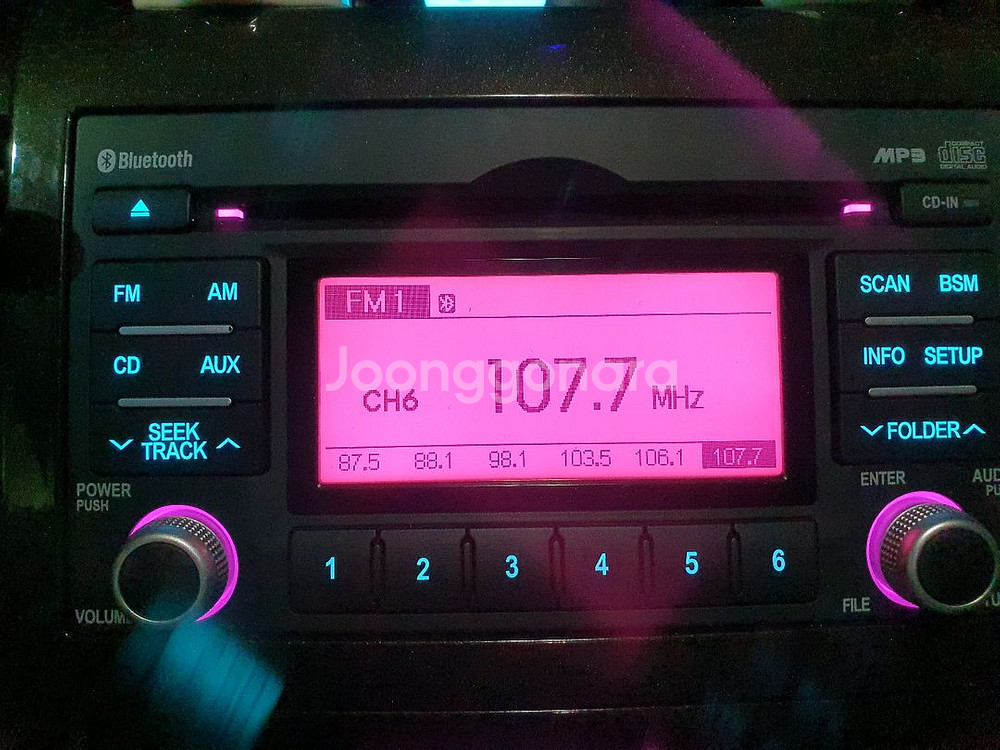 Bluetooth
MP3
COMPACT
disc
DIGITAL AUDIO
CD-IN
FM AM
CD AUX
SEEK
TRACK
FM1
Joonggonara
CH6 107.7 MHz
87.5 88.1 98.1 103.5 106.1 107.7
SCAN BSM
INFO SETUP
FOLDER
POWER
PUSH
VOLUME
1 2 3 4 5 6
ENTER
FILE